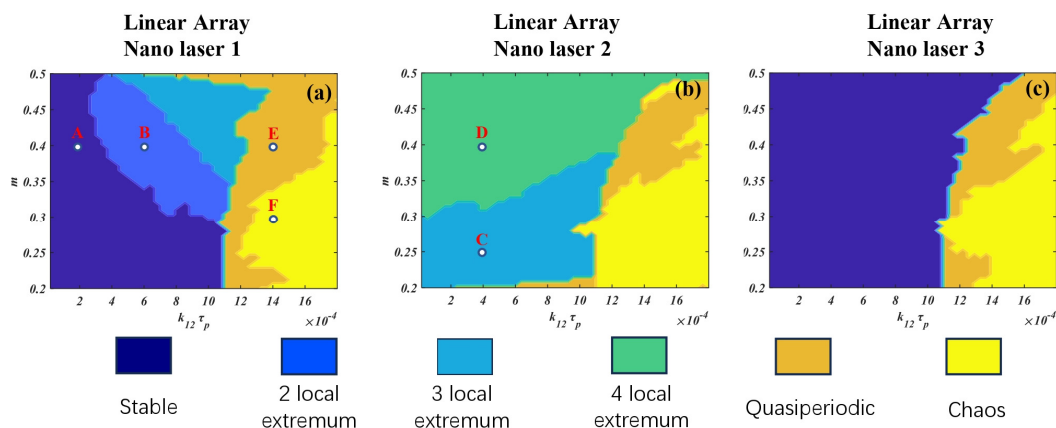 Linear Array
Nano laser 1
Linear Array
Nano laser 2
Linear Array
Nano laser 3
(a)
0.5
0.45
0.4
0.35
0.3
0.25
0.2
m
A
B
E
F
2 4 6 8 10 12 14 16
k12 τp
×10-4
(b)
0.5
0.45
0.4
0.35
0.3
0.25
0.2
m
D
C
2 4 6 8 10 12 14 16
k12 τp
×10-4
(c)
0.5
0.45
0.4
0.35
0.3
0.25
0.2
m
2 4 6 8 10 12 14 16
k12 τp
×10-4
Stable
2 local
extremum
3 local
extremum
4 local
extremum
Quasiperiodic
Chaos